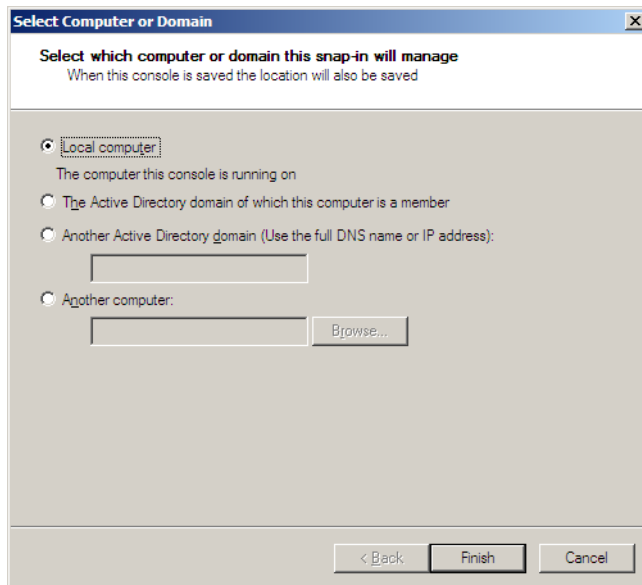 Select Computer or Domain
Select which computer or domain this snap-in will manage
When this console is saved the location will also be saved
Local computer
The computer this console is running on
The Active Directory domain of which this computer is a member
Another Active Directory domain (Use the full DNS name or IP address):
Another computer:
Browse...
< Back
Finish
Cancel